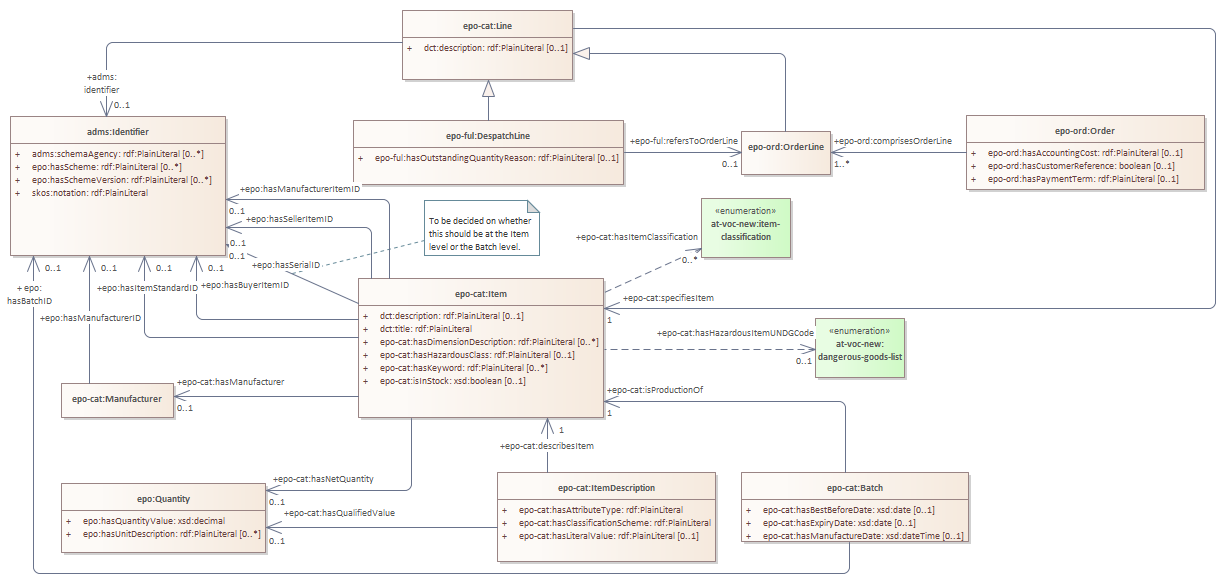 epo-cat:Line
+ dct:description: rdf:PlainLiteral [0..1]
+adms:
identifier
0..1
adms:Identifier
+ adms:schemaAgency: rdf:PlainLiteral [0..*]
+ epo:hasScheme: rdf:PlainLiteral [0..*]
+ epo:hasSchemeVersion: rdf:PlainLiteral [0..*]
+ skos:notation: rdf:PlainLiteral
epo-ful:DespatchLine
+ epo-ful:hasOutstandingQuantityReason: rdf:PlainLiteral [0..1]
+epo-ful:refersToOrderLine
0..1
epo-ord:OrderLine
+epo-ord:comprisesOrderLine
1..*
epo-ord:Order
+ epo-ord:hasAccountingCost: rdf:PlainLiteral [0..1]
+ epo-ord:hasCustomerReference: boolean [0..1]
+ epo-ord:hasPaymentTerm: rdf:PlainLiteral [0..1]
+epo:hasManufacturerItemID
0..1
+epo:hasSellerItemID
0..1
0..1
+epo:hasSerialID
To be decided on whether
this should be at the Item
level or the Batch level.
«enumeration»
at-voc-new:item-
classification
+epo-cat:hasItemClassification
0..*
0..1
0..1
0..1
0..1
+ epo:
hasBatchID
+epo:hasItemStandardID
+epo:hasBuyerItemID
+epo:hasManufacturerID
epo-cat:Item
+ dct:description: rdf:PlainLiteral [0..1]
+ dct:title: rdf:PlainLiteral
+ epo-cat:hasDimensionDescription: rdf:PlainLiteral [0..*]
+ epo-cat:hasHazardousClass: rdf:PlainLiteral [0..1]
+ epo-cat:hasKeyword: rdf:PlainLiteral [0..*]
+ epo-cat:isInStock: xsd:boolean [0..1]
+epo-cat:specifiesItem
1
+epo-cat:hasHazardousItemUNDGCode
0..1
«enumeration»
at-voc-new:
dangerous-goods-list
epo-cat:Manufacturer
+epo-cat:hasManufacturer
0..1
+epo-cat:isProductionOf
1
1
+epo-cat:describesItem
+epo-cat:hasNetQuantity
0..1
epo:Quantity
+ epo:hasQuantityValue: xsd:decimal
+ epo:hasUnitDescription: rdf:PlainLiteral [0..*]
+epo-cat:hasQualifiedValue
0..1
epo-cat:ItemDescription
+ epo-cat:hasAttributeType: rdf:PlainLiteral
+ epo-cat:hasClassificationScheme: rdf:PlainLiteral
+ epo-cat:hasLiteralValue: rdf:PlainLiteral [0..1]
epo-cat:Batch
+ epo-cat:hasBestBeforeDate: xsd:date [0..1]
+ epo-cat:hasExpiryDate: xsd:date [0..1]
+ epo-cat:hasManufactureDate: xsd:dateTime [0..1]